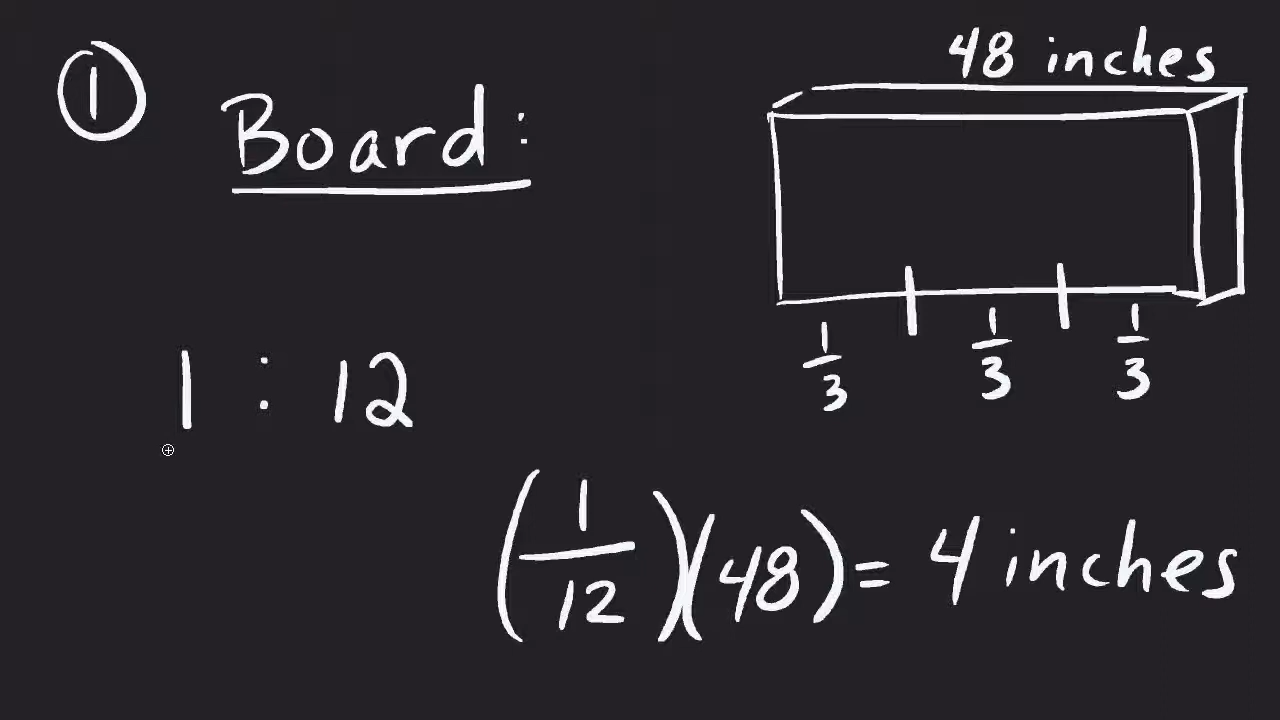 ①
Board:
48 inches
1/3 1/3 1/3
1 : 12
(1/12)(48) = 4 inches